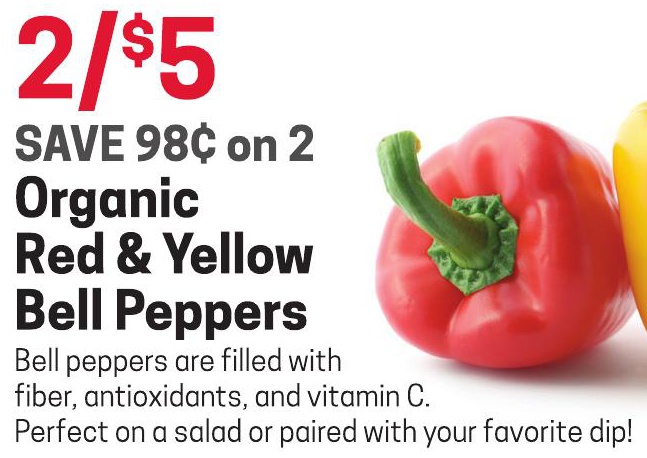 2/$5
SAVE 98¢ on 2
Organic
Red & Yellow
Bell Peppers
Bell peppers are filled with
fiber, antioxidants, and vitamin C.
Perfect on a salad or paired with your favorite dip!